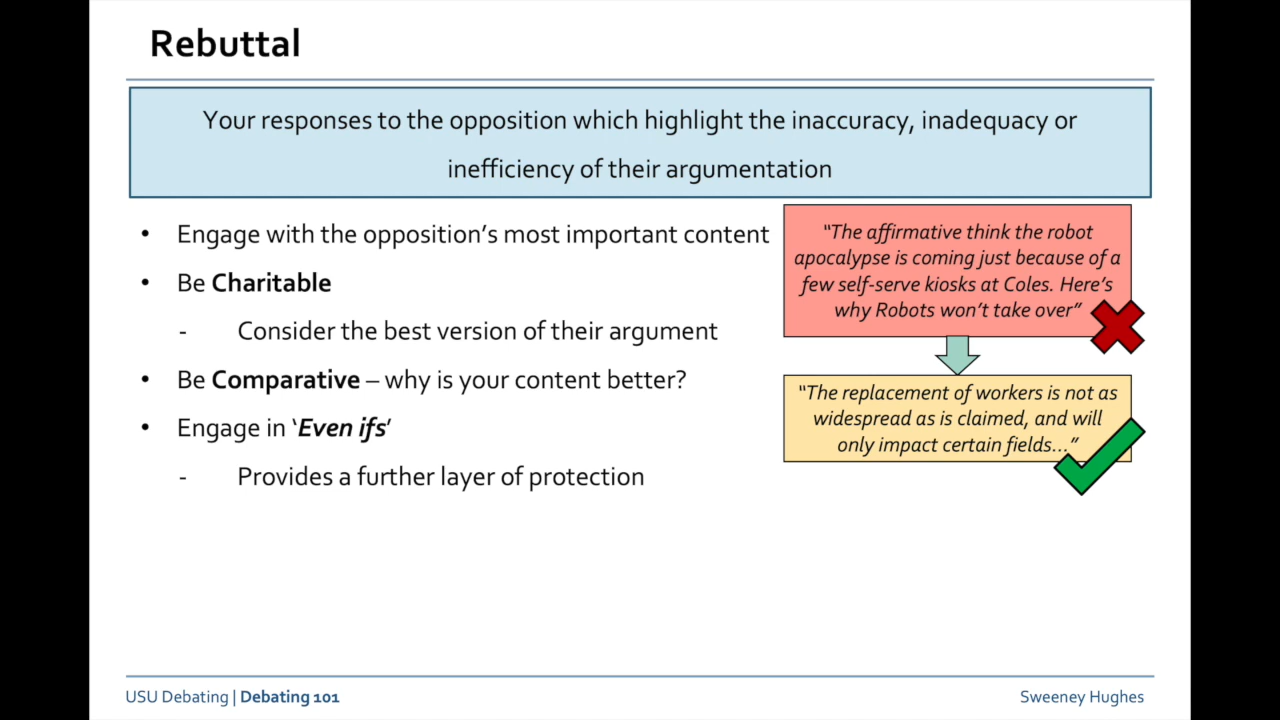 Rebuttal
Your responses to the opposition which highlight the inaccuracy, inadequacy or
inefficiency of their argumentation
• Engage with the opposition’s most important content
• Be Charitable
- Consider the best version of their argument
• Be Comparative – why is your content better?
• Engage in ‘Even ifs’
- Provides a further layer of protection
“The affirmative think the robot
apocalypse is coming just because of a
few self-serve kiosks at Coles. Here’s
why Robots won’t take over”
“The replacement of workers is not as
widespread as is claimed, and will
only impact certain fields…”
USU Debating | Debating 101
Sweeney Hughes